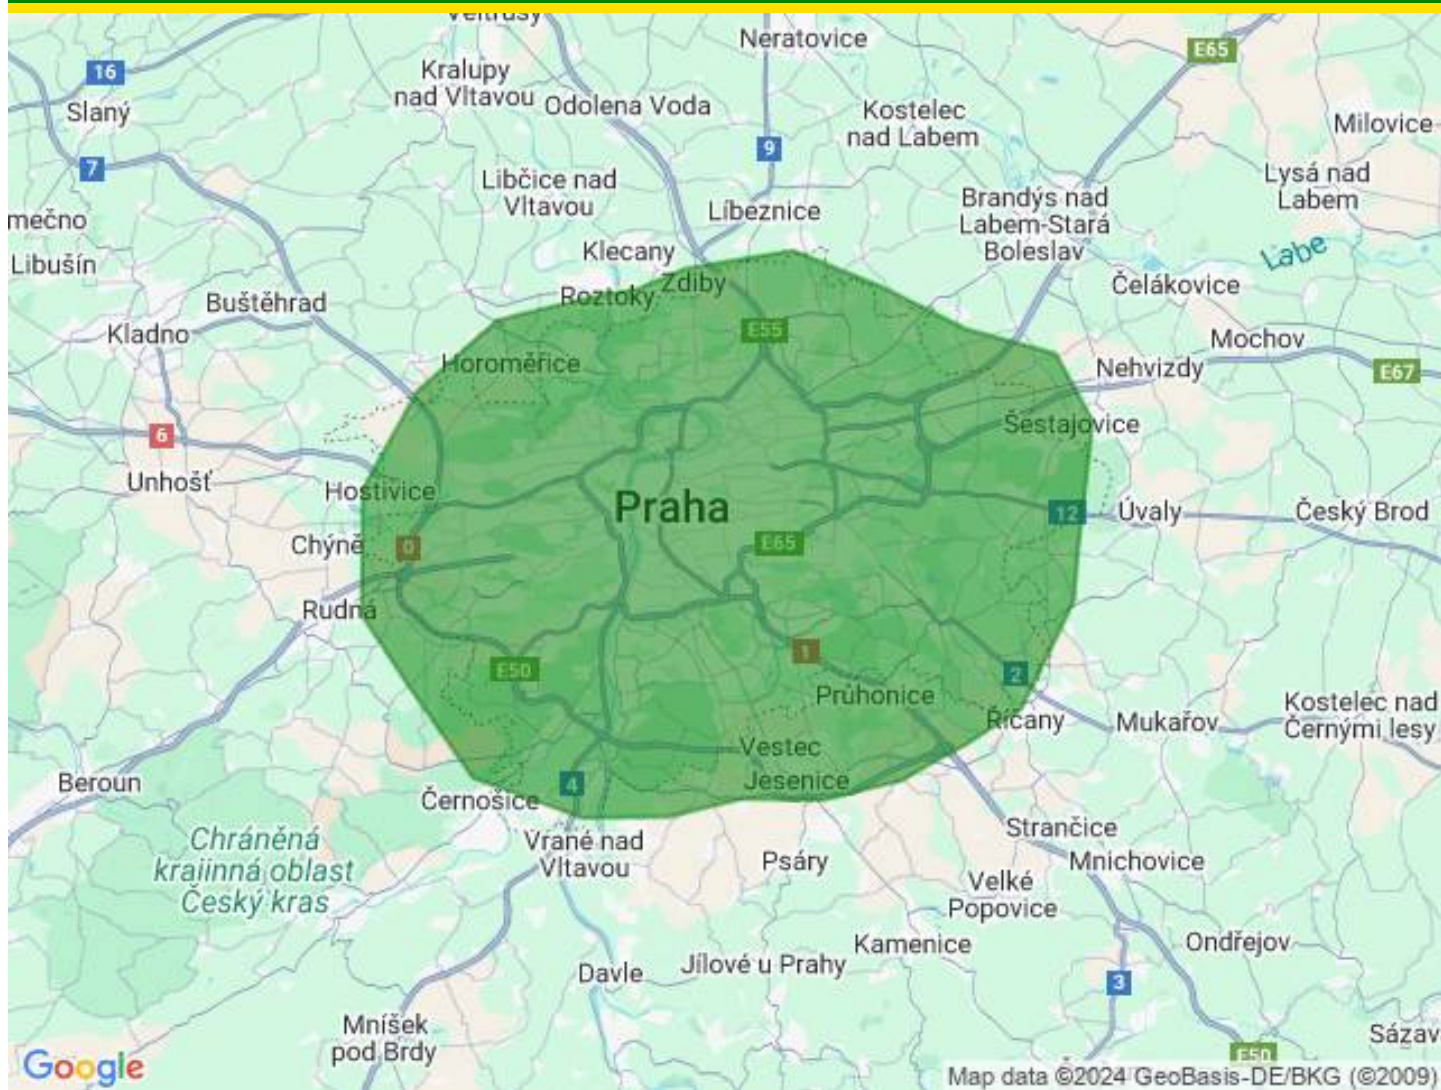 Veltrusy
Neratovice
E65
16
Kralupy
nad Vltavou
Slaný
Odolena Voda
Kostelec
nad Labem
Milovice
9
7
Libčice nad
Vltavou
Lysá nad
Labem
Brandýs nad
Labem-Stará
Boleslav
Líbeznice
mečno
Klecany
Labe
Libušín
Zdiby
Čelákovice
Roztoky
Buštěhrad
E55
Kladno
Mochov
Horoměřice
Nehvizdy
E67
Šestajovice
6
Unhošť
Hostivice
Praha
12
Úvaly
Český Brod
Chýně
0
E65
Rudná
1
E50
2
Průhonice
Říčany
Mukařov
Kostelec nad
Černými lesy
Vestec
Jesenice
Beroun
4
Černošice
Chráněná
kraiinná oblast
Český kras
Vrané nad
Vltavou
Strančice
Psáry
Mnichovice
Velké
Popovice
Kamenice
Ondřejov
Davle
Jílové u Prahy
3
Mníšek
pod Brdy
Sázav
E50
Google
Map data ©2024 GeoBasis-DE/BKG (©2009)